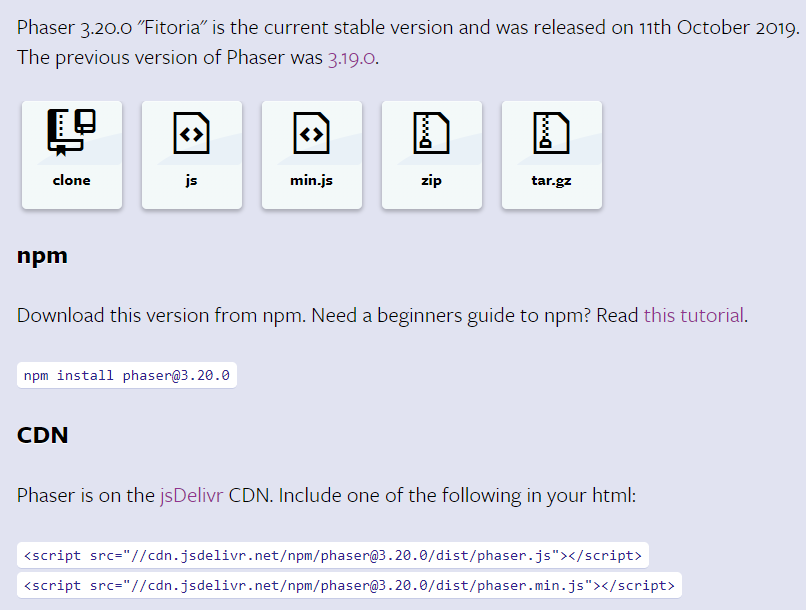 Phaser 3.20.0 "Fitoria" is the current stable version and was released on 11th October 2019.
The previous version of Phaser was 3.19.0.
clone js min.js zip tar.gz
npm
Download this version from npm. Need a beginners guide to npm? Read this tutorial.
npm install phaser@3.20.0
CDN
Phaser is on the jsDelivr CDN. Include one of the following in your html:
<script src="//cdn.jsdelivr.net/npm/phaser@3.20.0/dist/phaser.js"></script>
<script src="//cdn.jsdelivr.net/npm/phaser@3.20.0/dist/phaser.min.js"></script>